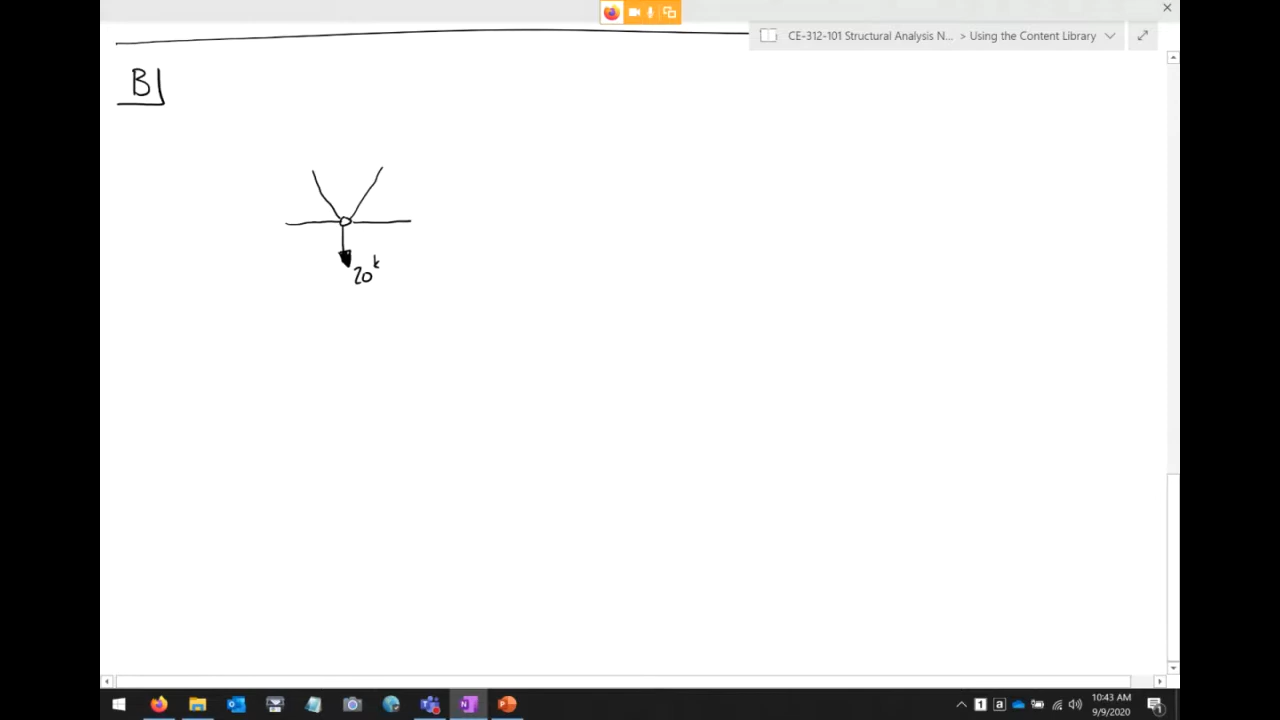 CE-312-101 Structural Analysis N... > Using the Content Library
B
20k
10:43 AM
9/9/2020